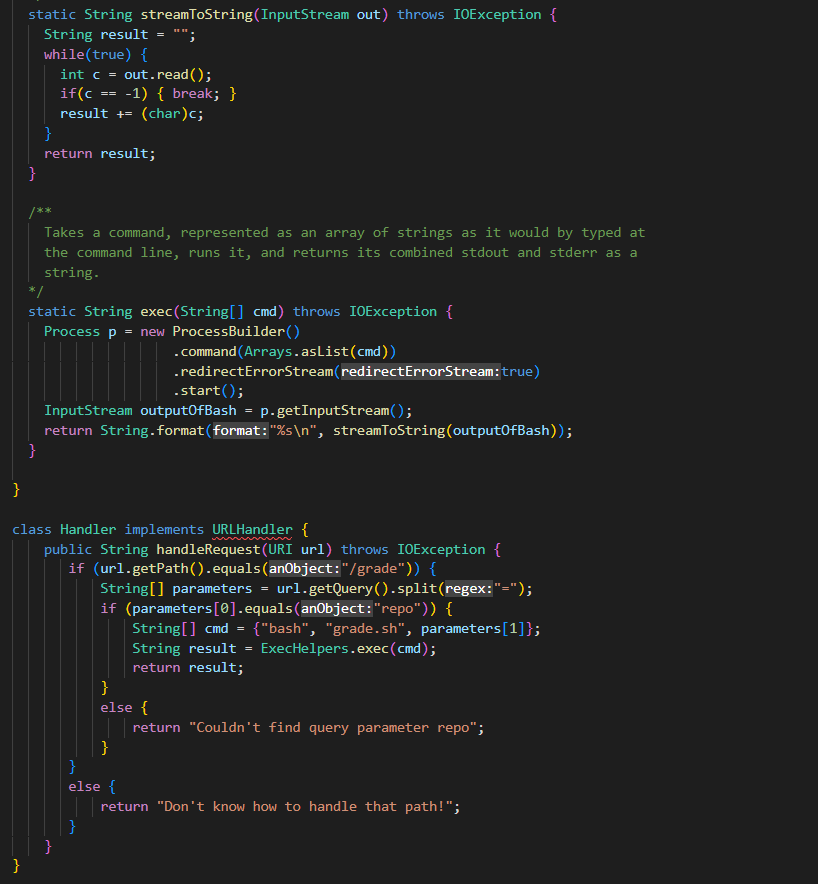 static String streamToString(InputStream out) throws IOException {
String result = "";
while(true) {
int c = out.read();
if(c == -1) { break; }
result += (char)c;
}
return result;
}
/**
Takes a command, represented as an array of strings as it would by typed at
the command line, runs it, and returns its combined stdout and stderr as a
string.
*/
static String exec(String[] cmd) throws IOException {
Process p = new ProcessBuilder()
.command(Arrays.asList(cmd))
.redirectErrorStream(redirectErrorStream:true)
.start();
InputStream outputOfBash = p.getInputStream();
return String.format(format:"%s\n", streamToString(outputOfBash));
}
}
class Handler implements URLHandler {
public String handleRequest(URI url) throws IOException {
if (url.getPath().equals(anObject:"/grade")) {
String[] parameters = url.getQuery().split(regex:"=");
if (parameters[0].equals(anObject:"repo")) {
String[] cmd = {"bash", "grade.sh", parameters[1]};
String result = ExecHelpers.exec(cmd);
return result;
}
else {
return "Couldn't find query parameter repo";
}
}
else {
return "Don't know how to handle that path!";
}
}
}